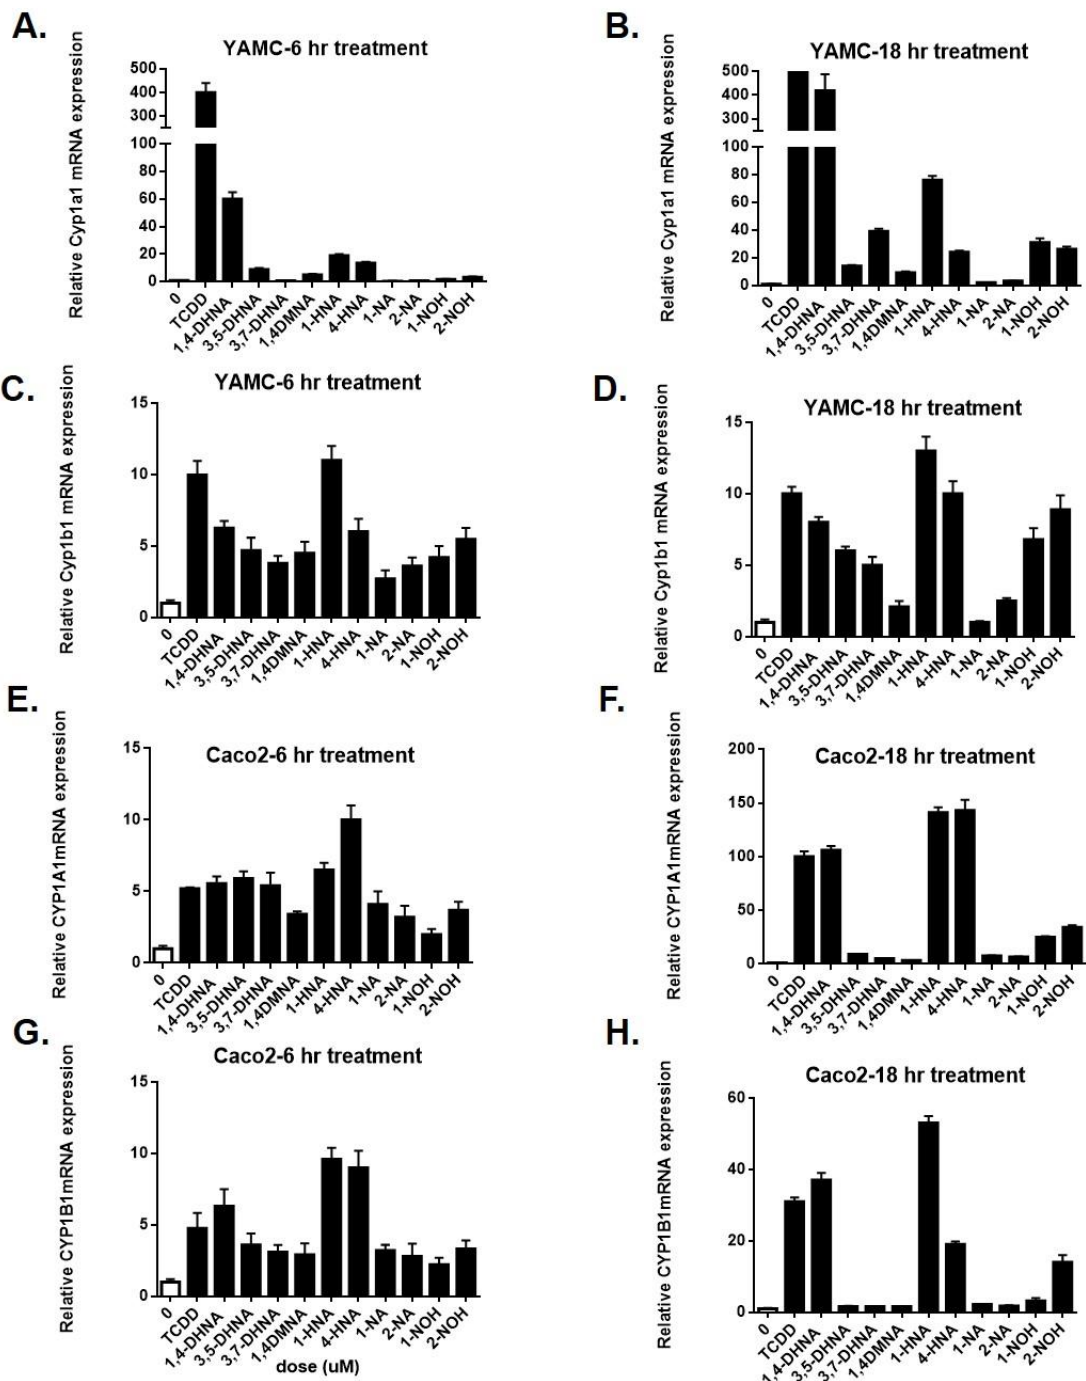 A.
YAMC-6 hr treatment
Relative Cyp1a1 mRNA expression
500
400
300
100
80
60
40
20
0
0
TCDD
1,4-DHNA
3,5-DHNA
3,7-DHNA
1,4DMNA
1-HNA
4-HNA
1-NA
2-NA
1-NOH
2-NOH
B.
YAMC-18 hr treatment
Relative Cyp1a1 mRNA expression
500
400
300
100
80
60
40
20
0
0
TCDD
1,4-DHNA
3,5-DHNA
3,7-DHNA
1,4DMNA
1-HNA
4-HNA
1-NA
2-NA
1-NOH
2-NOH
C.
YAMC-6 hr treatment
Relative Cyp1b1 mRNA expression
15
10
5
0
0
TCDD
1,4-DHNA
3,5-DHNA
3,7-DHNA
1,4DMNA
1-HNA
4-HNA
1-NA
2-NA
1-NOH
2-NOH
D.
YAMC-18 hr treatment
Relative Cyp1b1 mRNA expression
15
10
5
0
0
TCDD
1,4-DHNA
3,5-DHNA
3,7-DHNA
1,4DMNA
1-HNA
4-HNA
1-NA
2-NA
1-NOH
2-NOH
E.
Caco2-6 hr treatment
Relative CYP1A1mRNA expression
15
10
5
0
0
TCDD
1,4-DHNA
3,5-DHNA
3,7-DHNA
1,4DMNA
1-HNA
4-HNA
1-NA
2-NA
1-NOH
2-NOH
F.
Caco2-18 hr treatment
Relative CYP1A1mRNA expression
200
150
100
50
0
0
TCDD
1,4-DHNA
3,5-DHNA
3,7-DHNA
1,4DMNA
1-HNA
4-HNA
1-NA
2-NA
1-NOH
2-NOH
G.
Caco2-6 hr treatment
Relative CYP1B1mRNA expression
15
10
5
0
0
TCDD
1,4-DHNA
3,5-DHNA
3,7-DHNA
1,4DMNA
1-HNA
4-HNA
1-NA
2-NA
1-NOH
2-NOH
dose (uM)
H.
Caco2-18 hr treatment
Relative CYP1B1mRNA expression
60
40
20
0
0
TCDD
1,4-DHNA
3,5-DHNA
3,7-DHNA
1,4DMNA
1-HNA
4-HNA
1-NA
2-NA
1-NOH
2-NOH